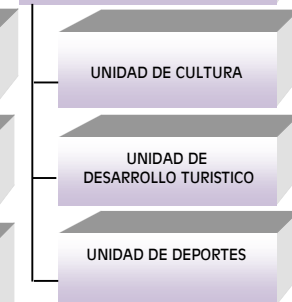 UNIDAD DE CULTURA
UNIDAD DE
DESARROLLO TURISTICO
UNIDAD DE DEPORTES